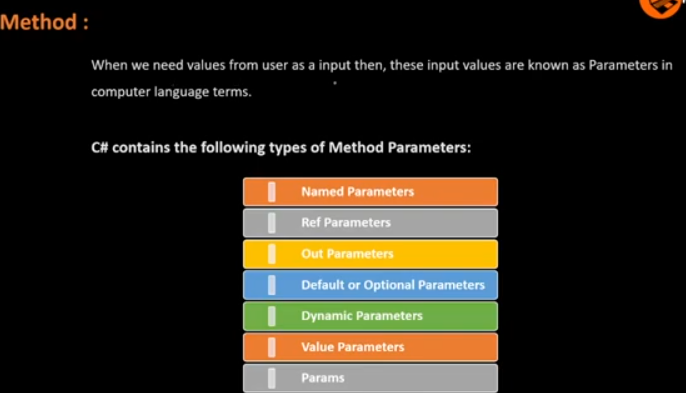 Method :
When we need values from user as a input then, these input values are known as Parameters in
computer language terms.
C# contains the following types of Method Parameters:
Named Parameters
Ref Parameters
Out Parameters
Default or Optional Parameters
Dynamic Parameters
Value Parameters
Params